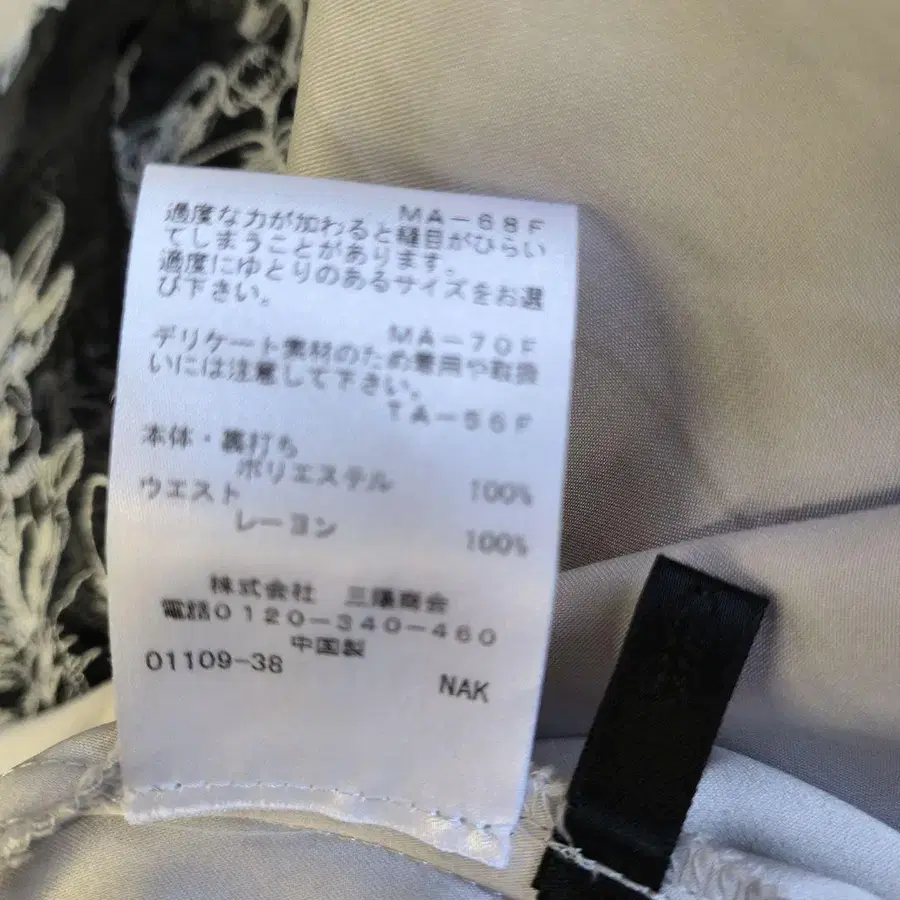 MA-68F
過度な力が加わると縫目がひらい
てしまうことがあります。
過度にゆとりのあるサイズをお選
び下さい。
MA-70F
デリケート素材のため着用や取扱
いには注意して下さい。
TA-56F
本体・裏打ち
ポリエステル 100%
ウエスト
レーヨン 100%
株式会社 三陽商会
電話0120-340-460
中国製
01109-38
NAK